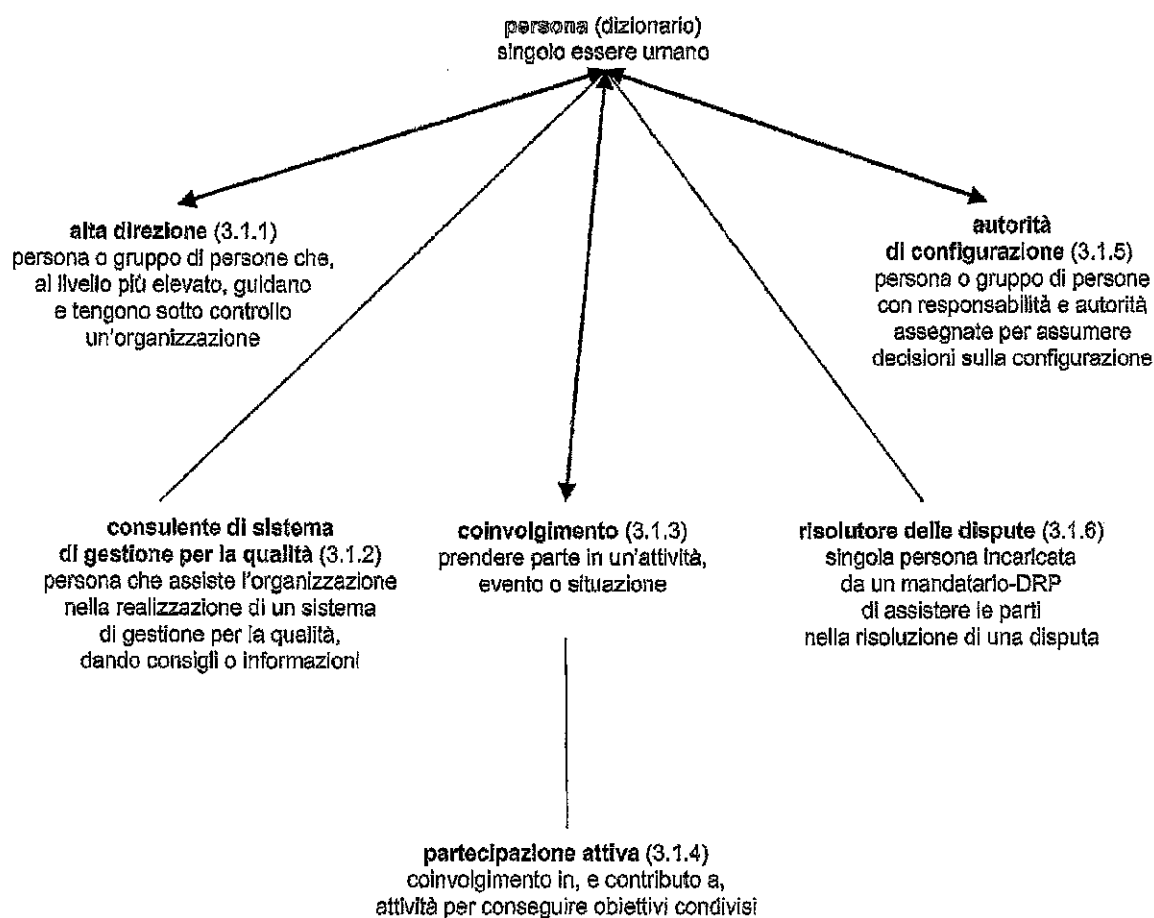 persona (dizionario)
singolo essere umano
alta direzione (3.1.1)
persona o gruppo di persone che,
al livello più elevato, guidano
e tengono sotto controllo
un'organizzazione
autorità
di configurazione (3.1.5)
persona o gruppo di persone
con responsabilità e autorità
assegnate per assumere
decisioni sulla configurazione
consulente di sistema
di gestione per la qualità (3.1.2)
persona che assiste l'organizzazione
nella realizzazione di un sistema
di gestione per la qualità,
dando consigli o informazioni
coinvolgimento (3.1.3)
prendere parte in un'attività,
evento o situazione
risolutore delle dispute (3.1.6)
singola persona incaricata
da un mandatario-DRP
di assistere le parti
nella risoluzione di una disputa
partecipazione attiva (3.1.4)
coinvolgimento in, e contributo a,
attività per conseguire obiettivi condivisi